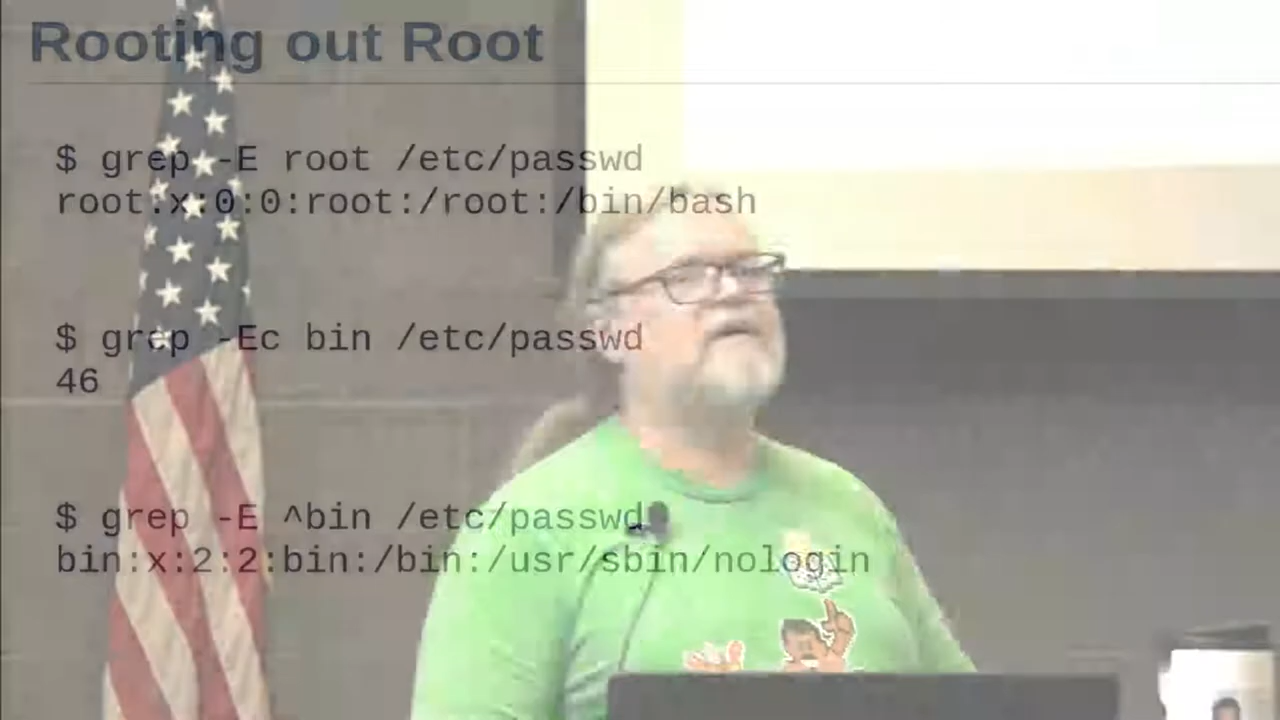 Rooting out Root
$ grep -E root /etc/passwd
root:x:0:0:root:/root:/bin/bash
$ grep -Ec bin /etc/passwd
46
$ grep -E ^bin /etc/passwd
bin:x:2:2:bin:/bin:/usr/sbin/nologin